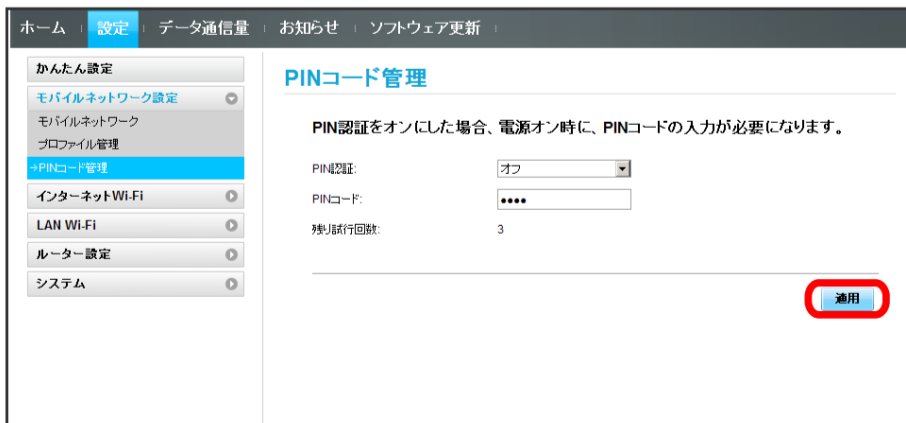 ホーム 設定 データ通信量 お知らせ ソフトウェア更新
かんたん設定
モバイルネットワーク設定
モバイルネットワーク
プロファイル管理
→PINコード管理
インターネットWi-Fi
LAN Wi-Fi
ルーター設定
システム
PINコード管理
PIN認証をオンにした場合、電源オン時に、PINコードの入力が必要になります。
PIN認証: オフ
PINコード: ••••
残り試行回数: 3
適用